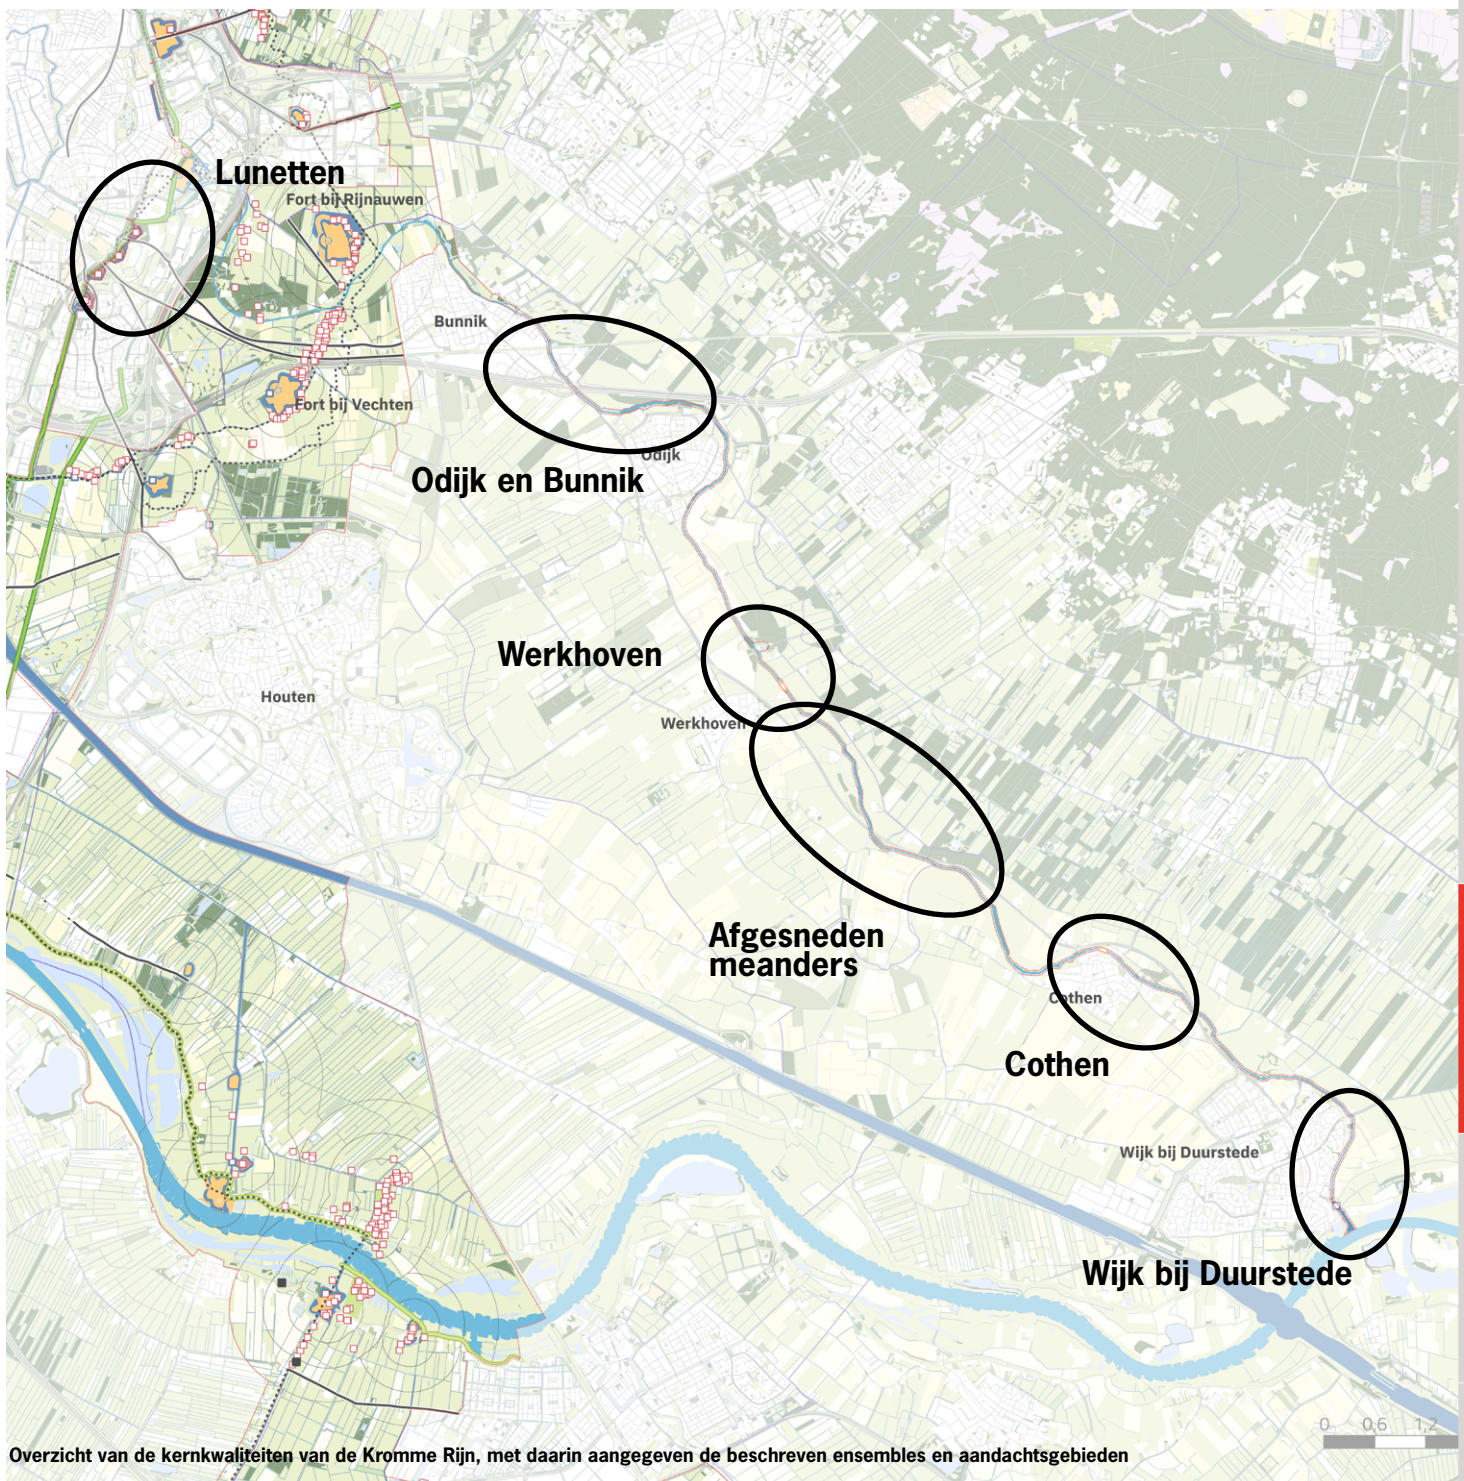 Lunetten
Fort bij Rijnauwen
Bunnik
Fort bij Vechten
Odijk
Odijk en Bunnik
Werkhoven
Houten
Werkhoven
Afgesneden
meanders
Cothen
Cothen
Wijk bij Duurstede
Wijk bij Duurstede
0 0,6 1,2
Overzicht van de kernkwaliteiten van de Kromme Rijn, met daarin aangegeven de beschreven ensembles en aandachtsgebieden